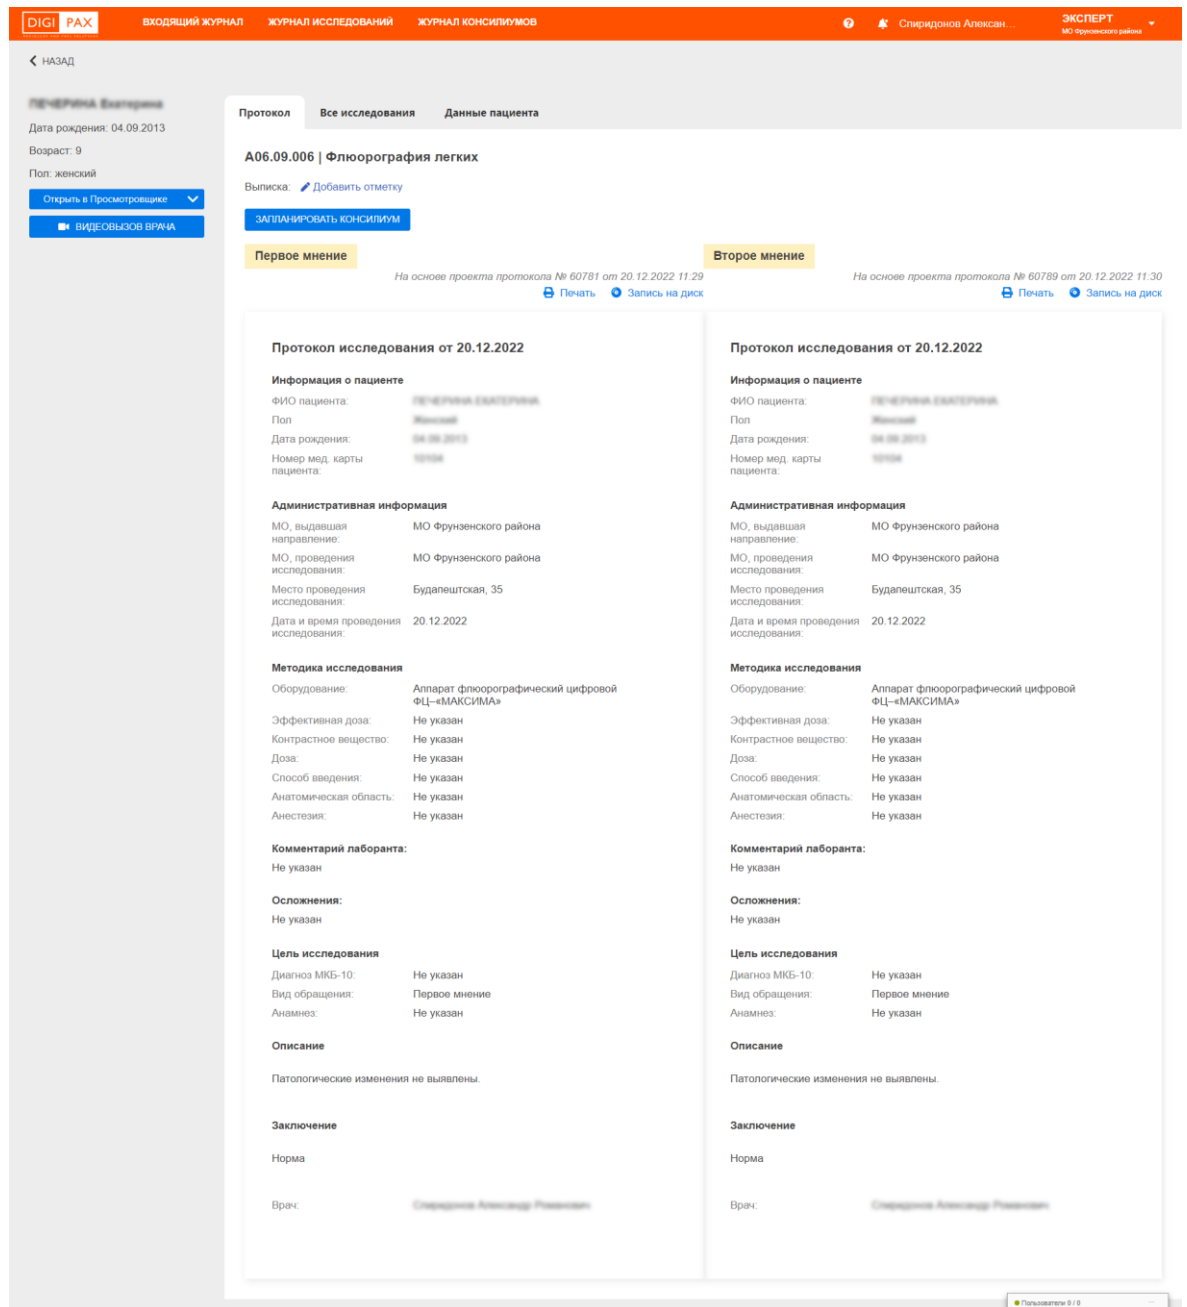 DIGI PAX
ВХОДЯЩИЙ ЖУРНАЛ ЖУРНАЛ ИССЛЕДОВАНИЙ ЖУРНАЛ КОНСИЛИУМОВ Спиридонов Алексан... ЭКСПЕРТ
МО Фрунзенского района
НАЗАД
Дата рождения: 04.09.2013
Возраст: 9
Пол: женский
Открыть в Просмотровщике
ВИДЕОВЫЗОВ ВРАЧА
Протокол Все исследования Данные пациента
A06.09.006 | Флюорография легких
Выписка: Добавить отметку
ЗАПЛАНИРОВАТЬ КОНСИЛИУМ
Первое мнение
На основе проекта протокола № 60781 от 20.12.2022 11:29
Печать Запись на диск
Протокол исследования от 20.12.2022
Информация о пациенте
ФИО пациента:
Пол
Дата рождения:
Номер мед. карты
пациента:
Административная информация
МО, выдавшая МО Фрунзенского района
направление:
МО, проведения МО Фрунзенского района
исследования:
Место проведения Будапештская, 35
исследования:
Дата и время проведения 20.12.2022
исследования:
Методика исследования
Оборудование: Аппарат флюорографический цифровой
ФЦ–«МАКСИМА»
Эффективная доза: Не указан
Контрастное вещество: Не указан
Доза: Не указан
Способ введения: Не указан
Анатомическая область: Не указан
Анестезия: Не указан
Комментарий лаборанта:
Не указан
Осложнения:
Не указан
Цель исследования
Диагноз МКБ-10: Не указан
Вид обращения: Первое мнение
Анамнез: Не указан
Описание
Патологические изменения не выявлены.
Заключение
Норма
Врач:
Второе мнение
На основе проекта протокола № 60789 от 20.12.2022 11:30
Печать Запись на диск
Протокол исследования от 20.12.2022
Информация о пациенте
ФИО пациента:
Пол
Дата рождения:
Номер мед. карты
пациента:
Административная информация
МО, выдавшая МО Фрунзенского района
направление:
МО, проведения МО Фрунзенского района
исследования:
Место проведения Будапештская, 35
исследования:
Дата и время проведения 20.12.2022
исследования:
Методика исследования
Оборудование: Аппарат флюорографический цифровой
ФЦ–«МАКСИМА»
Эффективная доза: Не указан
Контрастное вещество: Не указан
Доза: Не указан
Способ введения: Не указан
Анатомическая область: Не указан
Анестезия: Не указан
Комментарий лаборанта:
Не указан
Осложнения:
Не указан
Цель исследования
Диагноз МКБ-10: Не указан
Вид обращения: Первое мнение
Анамнез: Не указан
Описание
Патологические изменения не выявлены.
Заключение
Норма
Врач:
Пользователи 0 / 0